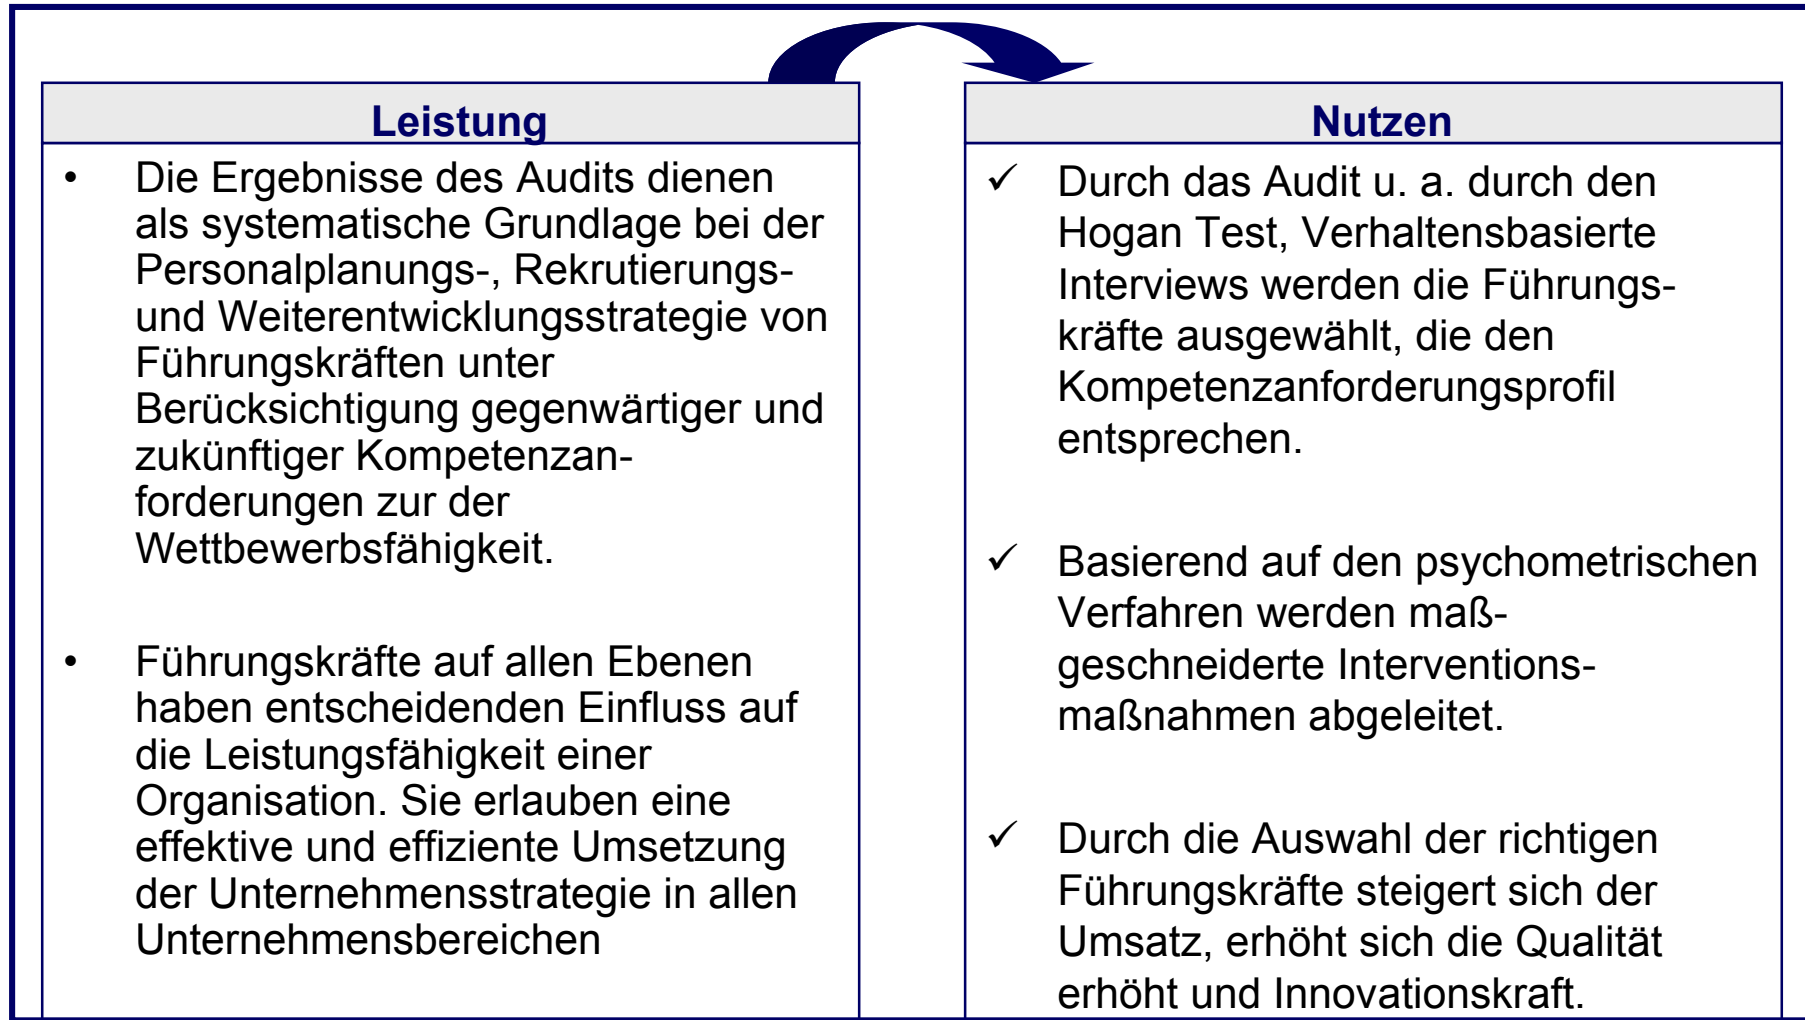 Leistung
• Die Ergebnisse des Audits dienen
als systematische Grundlage bei der
Personalplanungs-, Rekrutierungs-
und Weiterentwicklungsstrategie von
Führungskräften unter
Berücksichtigung gegenwärtiger und
zukünftiger Kompetenzan-
forderungen zur der
Wettbewerbsfähigkeit.
• Führungskräfte auf allen Ebenen
haben entscheidenden Einfluss auf
die Leistungsfähigkeit einer
Organisation. Sie erlauben eine
effektive und effiziente Umsetzung
der Unternehmensstrategie in allen
Unternehmensbereichen
Nutzen
✓ Durch das Audit u. a. durch den
Hogan Test, Verhaltensbasierte
Interviews werden die Führungs-
kräfte ausgewählt, die den
Kompetenzanforderungsprofil
entsprechen.
✓ Basierend auf den psychometrischen
Verfahren werden maß-
geschneiderte Interventions-
maßnahmen abgeleitet.
✓ Durch die Auswahl der richtigen
Führungskräfte steigert sich der
Umsatz, erhöht sich die Qualität
erhöht und Innovationskraft.